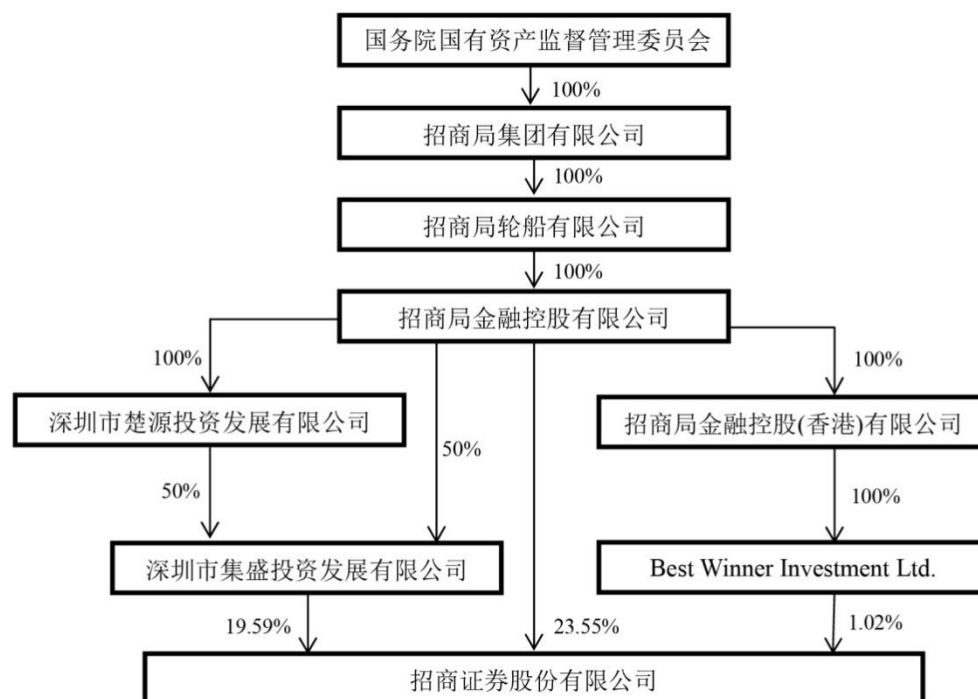 国务院国有资产监督管理委员会
100%
招商局集团有限公司
100%
招商局轮船有限公司
100%
招商局金融控股有限公司
100%
100%
深圳市楚源投资发展有限公司
招商局金融控股(香港)有限公司
50%
50%
100%
深圳市集盛投资发展有限公司
Best Winner Investment Ltd.
19.59%
23.55%
1.02%
招商证券股份有限公司